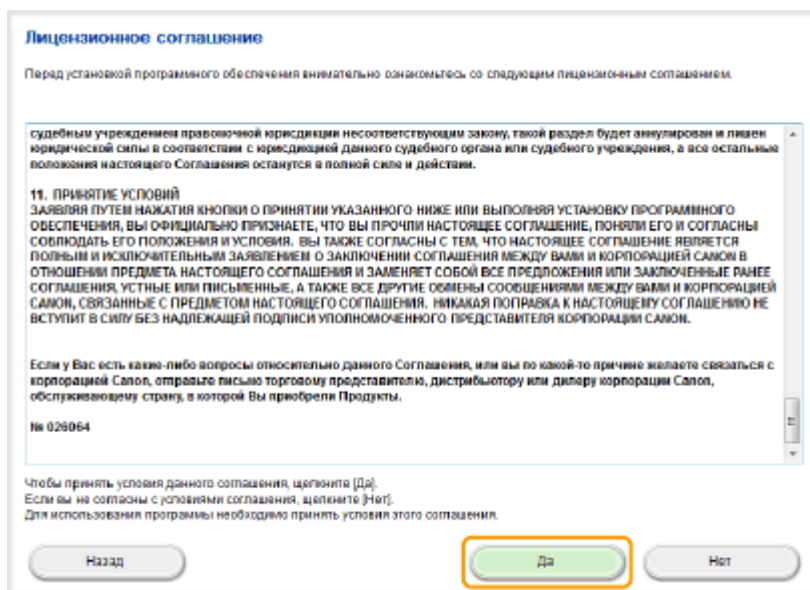 Лицензионное соглашение
Перед установкой программного обеспечения внимательно ознакомьтесь со следующим лицензионным соглашением.
судебным учреждением правомочной юрисдикции несоответствующим закону, такой раздел будет аннулирован и лишен
юридической силы в соответствии с юрисдикцией данного судебного органа или судебного учреждения, а все остальные
положения настоящего Соглашения останутся в полной силе и действии.
11. ПРИНЯТИЕ УСЛОВИЙ
ЗАЯВЛЯЯ ПУТЕМ НАЖАТИЯ КНОПКИ О ПРИНЯТИИ УКАЗАННОГО НИЖЕ ИЛИ ВЫПОЛНЯЯ УСТАНОВКУ ПРОГРАММНОГО
ОБЕСПЕЧЕНИЯ, ВЫ ОФИЦИАЛЬНО ПРИЗНАЕТЕ, ЧТО ВЫ ПРОЧЛИ НАСТОЯЩЕЕ СОГЛАШЕНИЕ, ПОНЯЛИ ЕГО И СОГЛАСНЫ
СОБЛЮДАТЬ ЕГО ПОЛОЖЕНИЯ И УСЛОВИЯ. ВЫ ТАКЖЕ СОГЛАСНЫ С ТЕМ, ЧТО НАСТОЯЩЕЕ СОГЛАШЕНИЕ ЯВЛЯЕТСЯ
ПОЛНЫМ И ИСКЛЮЧИТЕЛЬНЫМ ЗАЯВЛЕНИЕМ О ЗАКЛЮЧЕНИИ СОГЛАШЕНИЯ МЕЖДУ ВАМИ И КОРПОРАЦИЕЙ CANON В
ОТНОШЕНИИ ПРЕДМЕТА НАСТОЯЩЕГО СОГЛАШЕНИЯ И ЗАМЕНЯЕТ СОБОЙ ВСЕ ПРЕДЛОЖЕНИЯ ИЛИ ЗАКЛЮЧЕННЫЕ РАНЕЕ
СОГЛАШЕНИЯ, УСТНЫЕ ИЛИ ПИСЬМЕННЫЕ, А ТАКЖЕ ВСЕ ДРУГИЕ ОБМЕНЫ СООБЩЕНИЯМИ МЕЖДУ ВАМИ И КОРПОРАЦИЕЙ
CANON, СВЯЗАННЫЕ С ПРЕДМЕТОМ НАСТОЯЩЕГО СОГЛАШЕНИЯ. НИКАКАЯ ПОПРАВКА К НАСТОЯЩЕМУ СОГЛАШЕНИЮ НЕ
ВСТУПИТ В СИЛУ БЕЗ НАДЛЕЖАЩЕЙ ПОДПИСИ УПОЛНОМОЧЕННОГО ПРЕДСТАВИТЕЛЯ КОРПОРАЦИИ CANON.
Если у Вас есть какие-либо вопросы относительно данного Соглашения, или вы по какой-то причине желаете связаться с
корпорацией Canon, отправьте письмо торговому представителю, дистрибьютору или дилеру корпорации Canon,
обслуживающему страну, в которой Вы приобрели Продукты.
№ 026064
Чтобы принять условия данного соглашения, щелкните [Да].
Если вы не согласны с условиями соглашения, щелкните [Нет].
Для использования программы необходимо принять условия этого соглашения.
Назад Да Нет